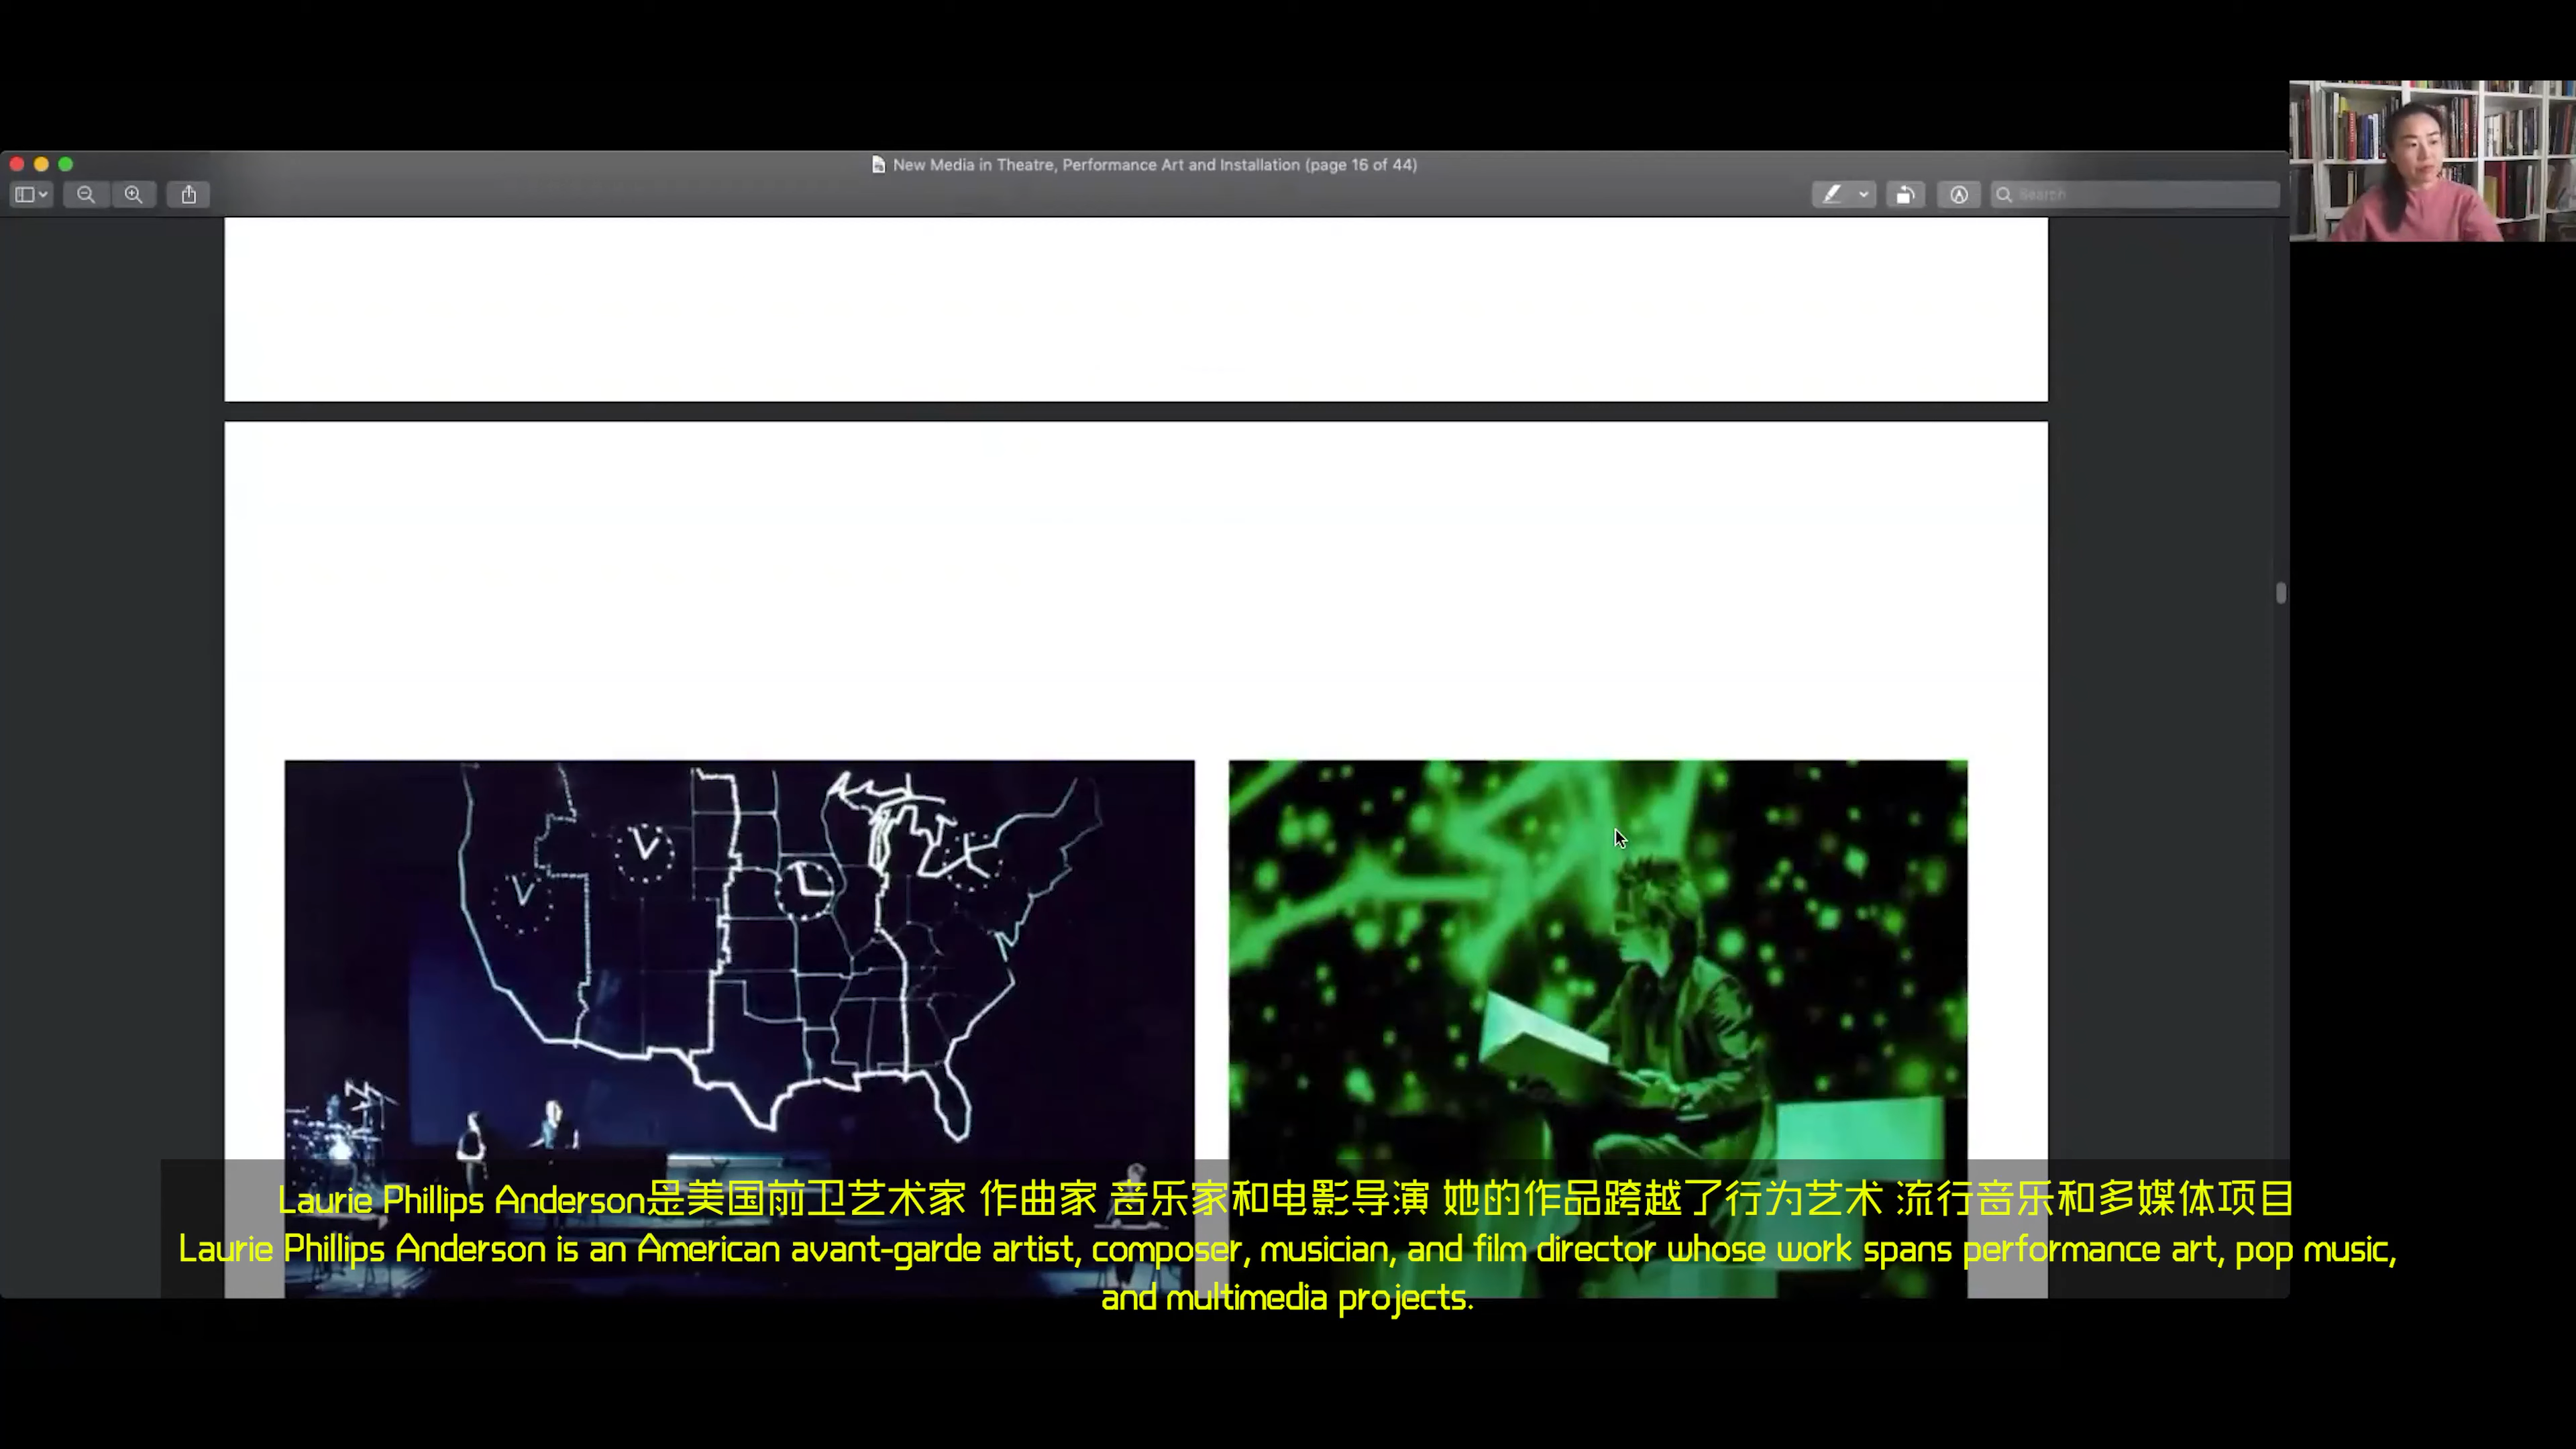 New Media in Theatre, Performance Art and Installation (page 16 of 44)
Search
Laurie Phillips Anderson是美国前卫艺术家 作曲家 音乐家和电影导演 她的作品跨越了行为艺术 流行音乐和多媒体项目
Laurie Phillips Anderson is an American avant-garde artist, composer, musician, and film director whose work spans performance art, pop music,
and multimedia projects.